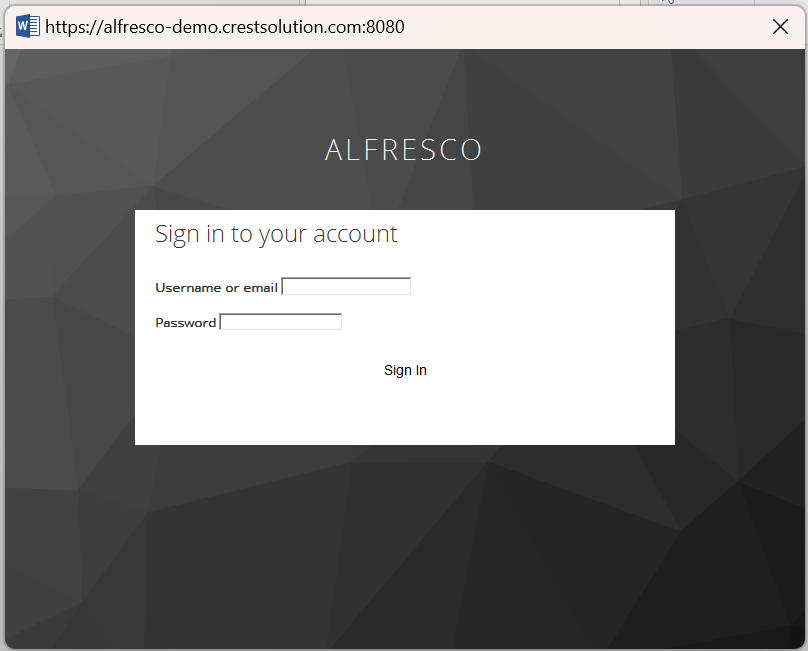 https://alfresco-demo.crestsolution.com:8080
ALFRESCO
Sign in to your account
Username or email
Password
Sign In